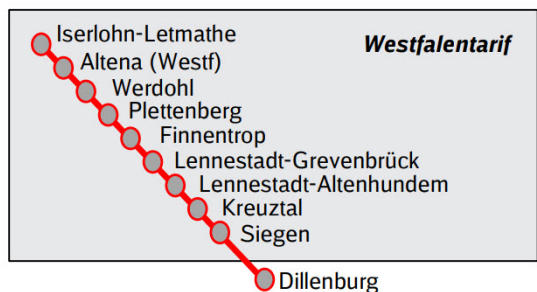 Iserlohn-Letmathe
Westfalentarif
Altena (Westf)
Werdohl
Plettenberg
Finnentrop
Lennestadt-Grevenbrück
Lennestadt-Altenhundem
Kreuztal
Siegen
Dillenburg